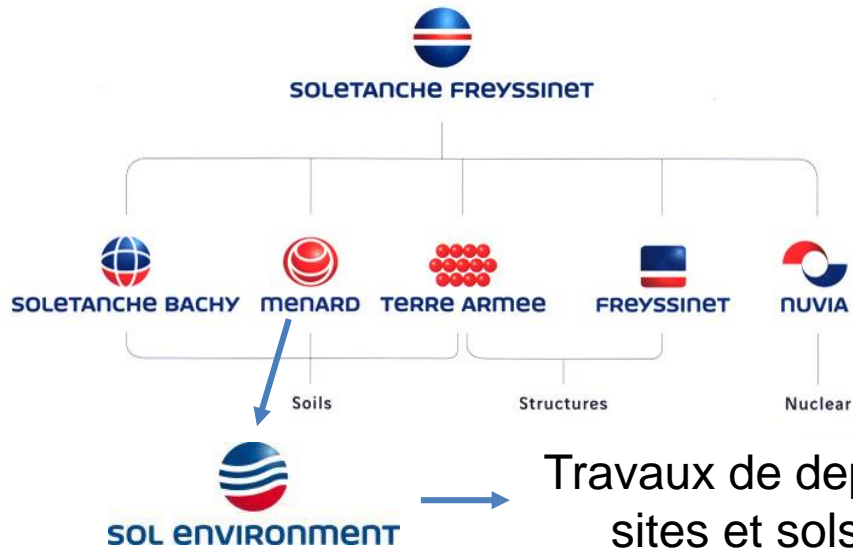 SOLETANCHE FREYSSINET
SOLETANCHE BACHY MENARD TERRE ARMEE FREYSSINET NUVIA
Soils Structures Nuclear
SOL ENVIRONMENT
Travaux de
sites et sols